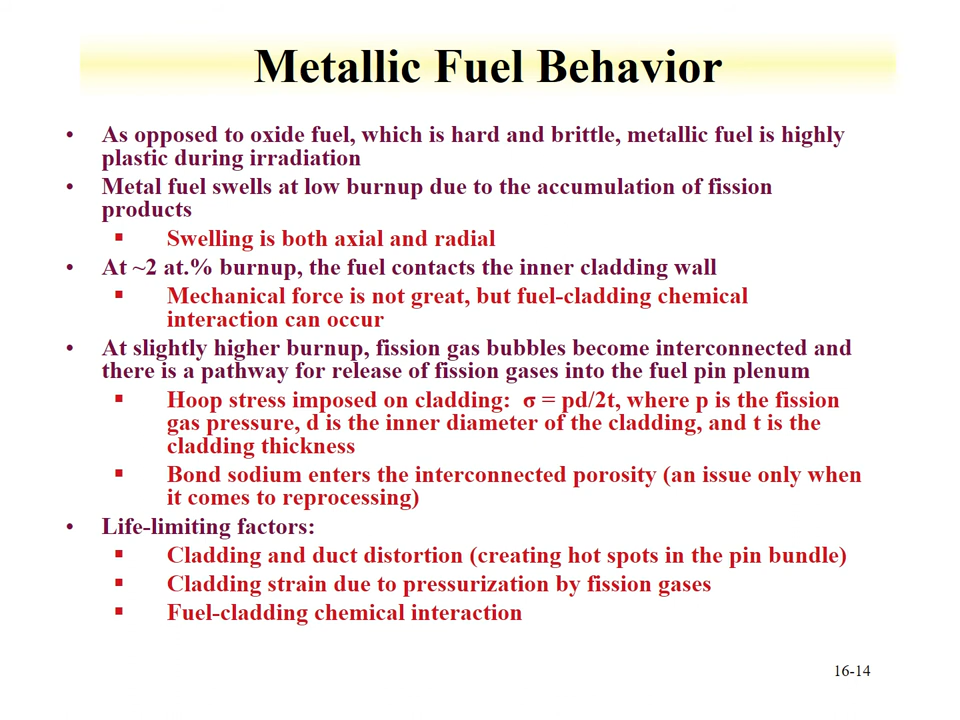 Metallic Fuel Behavior
• As opposed to oxide fuel, which is hard and brittle, metallic fuel is highly
plastic during irradiation
• Metal fuel swells at low burnup due to the accumulation of fission
products
▪ Swelling is both axial and radial
• At ~2 at.% burnup, the fuel contacts the inner cladding wall
▪ Mechanical force is not great, but fuel-cladding chemical
interaction can occur
• At slightly higher burnup, fission gas bubbles become interconnected and
there is a pathway for release of fission gases into the fuel pin plenum
▪ Hoop stress imposed on cladding: σ = pd/2t, where p is the fission
gas pressure, d is the inner diameter of the cladding, and t is the
cladding thickness
▪ Bond sodium enters the interconnected porosity (an issue only when
it comes to reprocessing)
• Life-limiting factors:
▪ Cladding and duct distortion (creating hot spots in the pin bundle)
▪ Cladding strain due to pressurization by fission gases
▪ Fuel-cladding chemical interaction
16-14